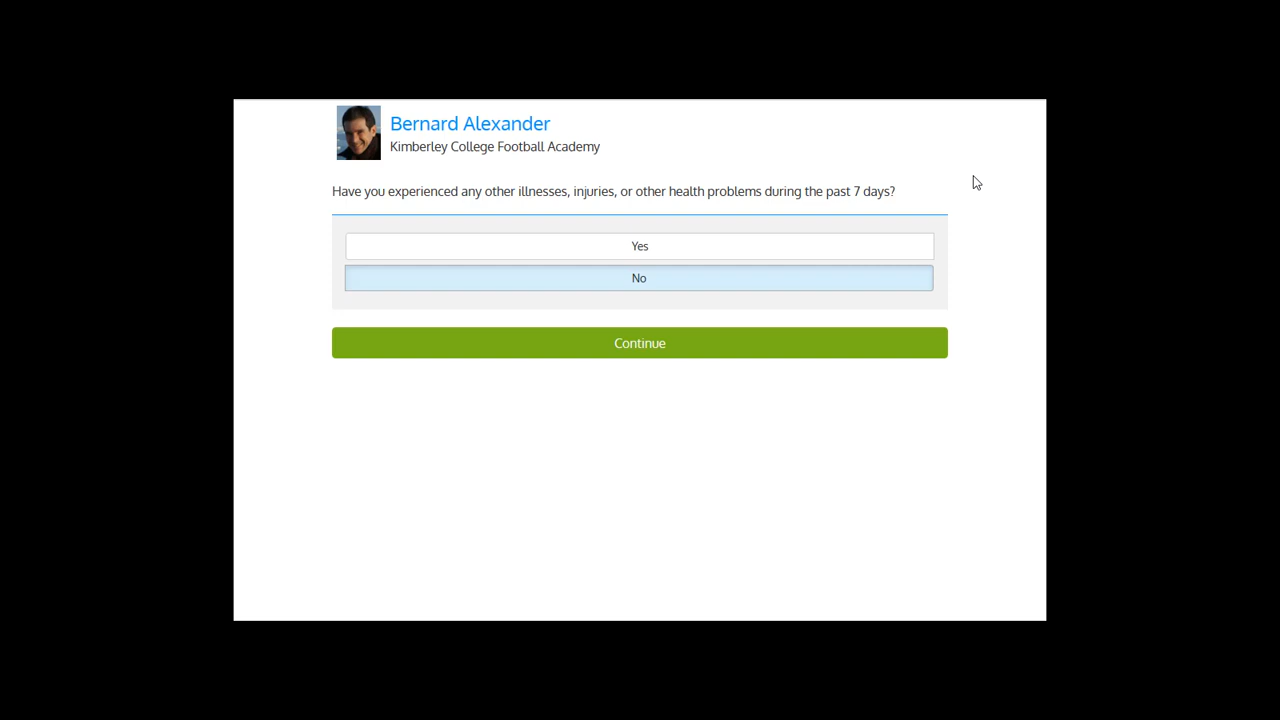 Bernard Alexander
Kimberley College Football Academy
Have you experienced any other illnesses, injuries, or other health problems during the past 7 days?
Yes
No
Continue